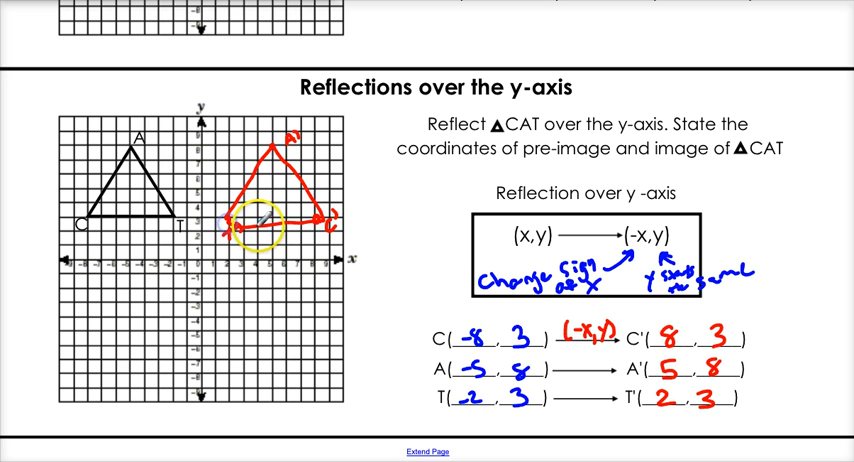 Reflections over the y-axis
y
A
A'
C
T
C'
x
Reflect ▲CAT over the y-axis. State the
coordinates of pre-image and image of ▲CAT
Reflection over y -axis
(x,y) → (-x,y)
Change sign of x
y stays the same
C(-8, 3) (-x,y) → C'(8, 3)
A(-5, 8) → A'(5, 8)
T(-2, 3) → T'(2, 3)
Extend Page